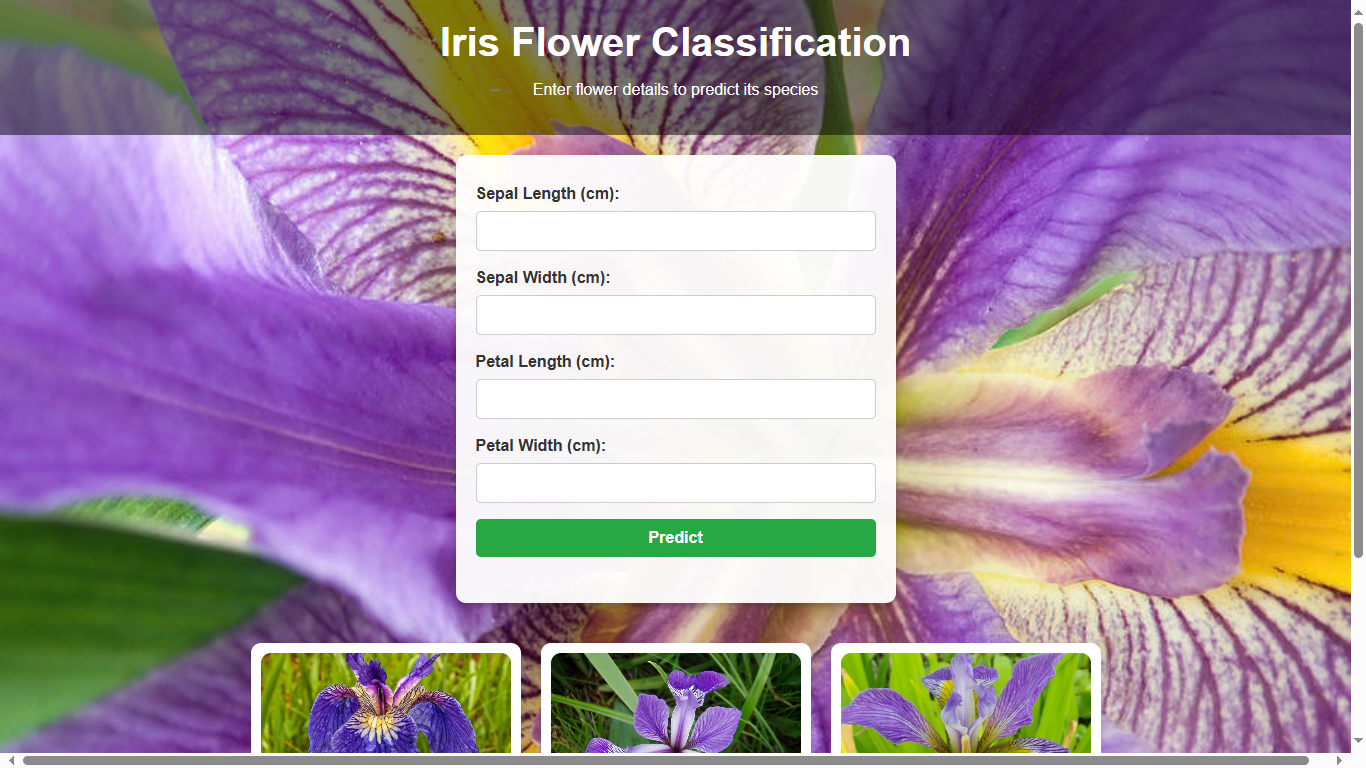 Iris Flower Classification
Enter flower details to predict its species
Sepal Length (cm):
Sepal Width (cm):
Petal Length (cm):
Petal Width (cm):
Predict